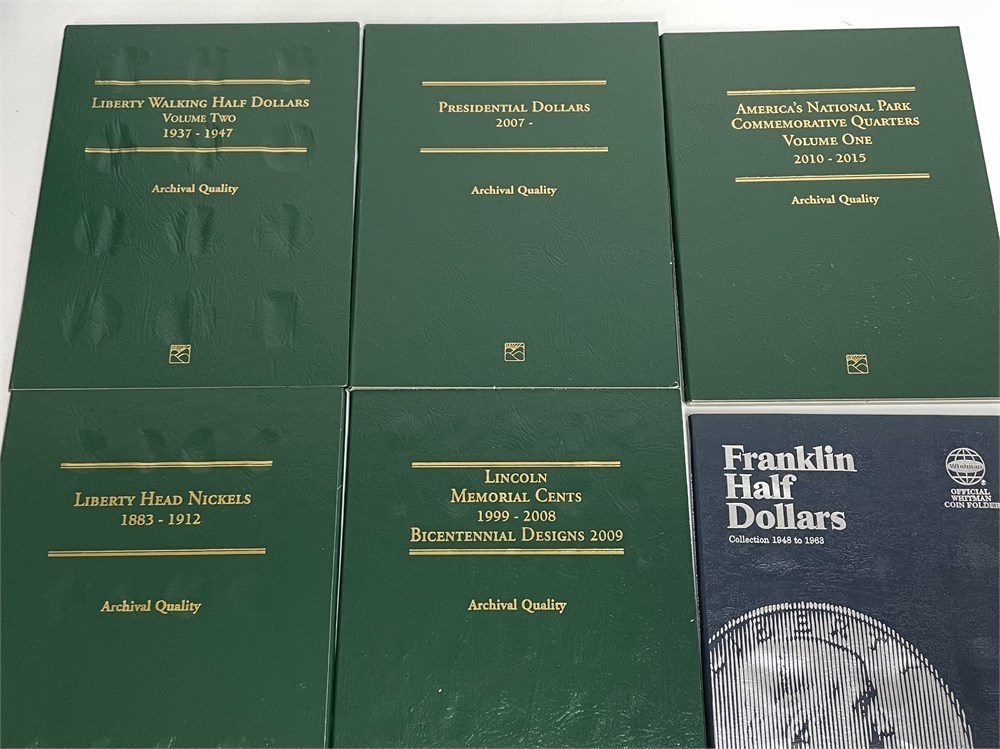 LIBERTY WALKING HALF DOLLARS
VOLUME TWO
1937 - 1947
Archival Quality
PRESIDENTIAL DOLLARS
2007 -
Archival Quality
AMERICA'S NATIONAL PARK
COMMEMORATIVE QUARTERS
VOLUME ONE
2010 - 2015
Archival Quality
LIBERTY HEAD NICKELS
1883 - 1912
Archival Quality
LINCOLN
MEMORIAL CENTS
1999 - 2008
BICENTENNIAL DESIGNS 2009
Archival Quality
Franklin
Half
Dollars
Collection 1948 to 1963
Whitman
®
OFFICIAL
WHITMAN
COIN FOLDER
LIBERTY